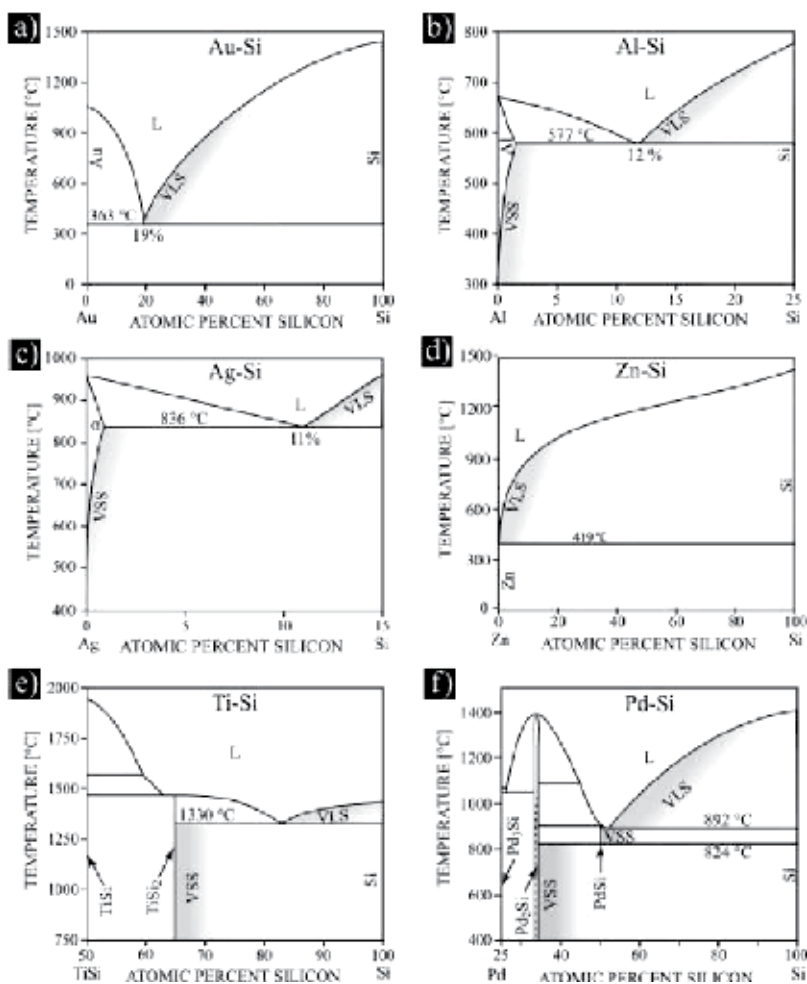 a)
Au-Si
TEMPERATURE [°C]
1500
1200
900
600
300
0
L
Au
VLS
Si
363 °C
19%
0 20 40 60 80 100
Au ATOMIC PERCENT SILICON Si
b)
Al-Si
TEMPERATURE [°C]
800
700
600
500
400
300
L
VLS
577 °C
12%
Si
VSS
0 5 10 15 20 25
Al ATOMIC PERCENT SILICON Si
c)
Ag-Si
TEMPERATURE [°C]
1000
900
800
700
600
400
L
VLS
α
836 °C
11%
VSS
0 5 10 15
Ag ATOMIC PERCENT SILICON Si
d)
Zn-Si
TEMPERATURE [°C]
1500
1200
900
600
300
0
L
VLS
Si
419°C
Zn
0 20 40 60 80 100
Zn ATOMIC PERCENT SILICON Si
e)
Ti-Si
TEMPERATURE [°C]
2000
1750
1500
1250
1000
750
L
1330 °C
VLS
TiSi
TiSi2
VSS
Si
50 60 70 80 90 100
TiSi ATOMIC PERCENT SILICON Si
f)
Pd-Si
TEMPERATURE [°C]
1400
1200
1000
800
600
400
L
VLS
892 °C
VSS
824 °C
Pd3Si
Pd2Si
VSS
PdSi
Si
25 40 60 80 100
Pd ATOMIC PERCENT SILICON Si